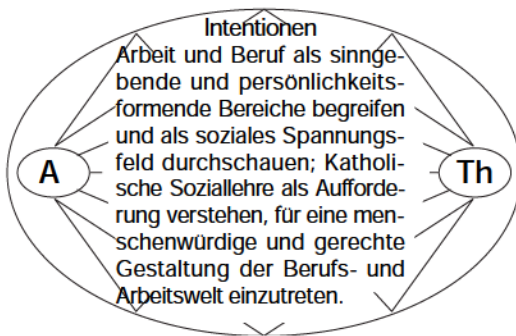 Intentionen
Arbeit und Beruf als sinnge-
bende und persönlichkeits-
formende Bereiche begreifen
und als soziales Spannungs-
feld durchschauen; Katholi-
sche Soziallehre als Aufforde-
rung verstehen, für eine men-
schenwürdige und gerechte
Gestaltung der Berufs- und
Arbeitswelt einzutreten.
A
Th